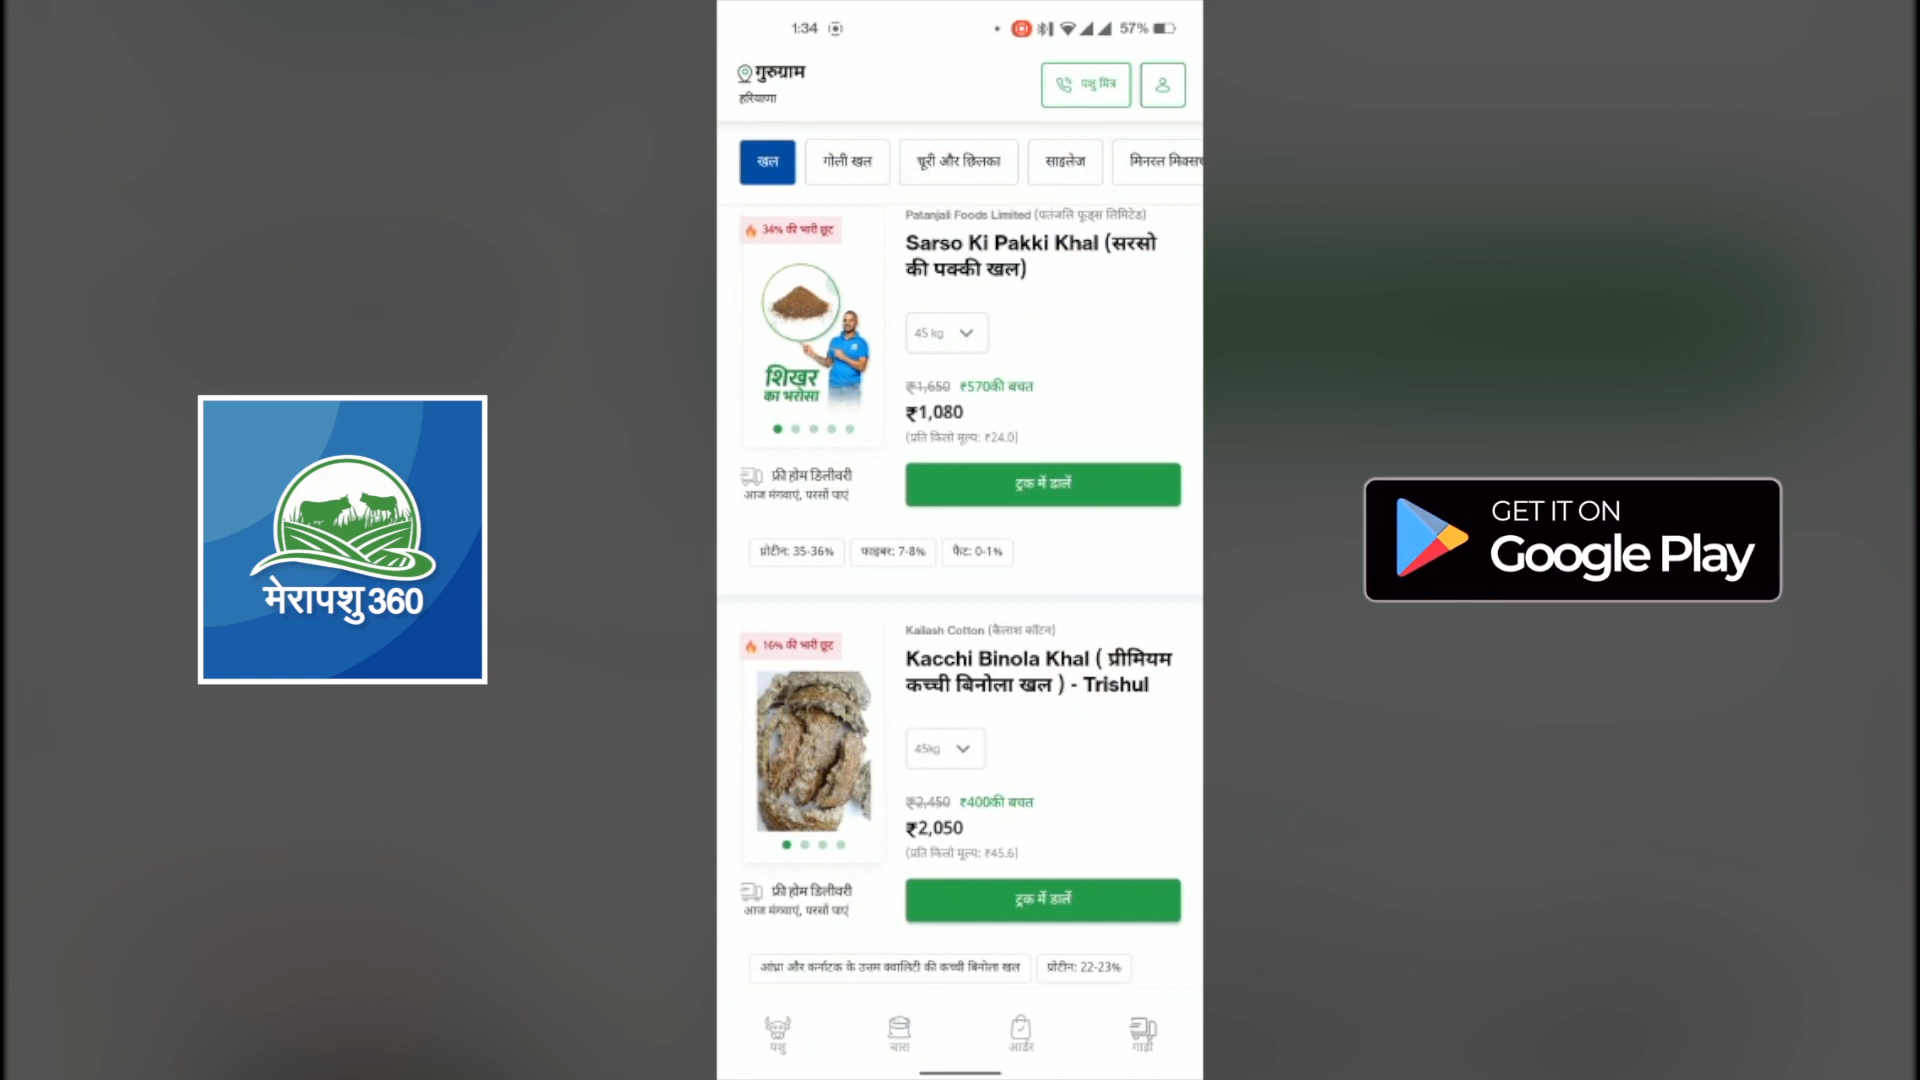 1:34
57%
गुरुग्राम
हरियाणा
पशु मित्र
खल
गोली खल
चूरी और छिलका
साइलेज
मिनरल मिक्सच
Patanjali Foods Limited (पतंजलि फूड्स लिमिटेड)
34% की भारी छूट
Sarso Ki Pakki Khal (सरसो
की पक्की खल)
45 kg
शिखर
का भरोसा
₹1,650 ₹570की बचत
₹1,080
(प्रति किलो मूल्य: ₹24.0)
फ्री होम डिलीवरी
आज मंगवाएं, परसों पाएं
ट्रक में डालें
प्रोटीन: 35-36%
फाइबर: 7-8%
फैट: 0-1%
Kailash Cotton (कैलाश कॉटन)
16% की भारी छूट
Kacchi Binola Khal ( प्रीमियम
कच्ची बिनोला खल ) - Trishul
45kg
₹2,450 ₹400की बचत
₹2,050
(प्रति किलो मूल्य: ₹45.6)
फ्री होम डिलीवरी
आज मंगवाएं, परसों पाएं
ट्रक में डालें
आंध्रा और कर्नाटक के उत्तम क्वालिटी की कच्ची बिनोला खल
प्रोटीन: 22-23%
पशु
चारा
आर्डर
गाड़ी
मेरापशु360
GET IT ON
Google Play